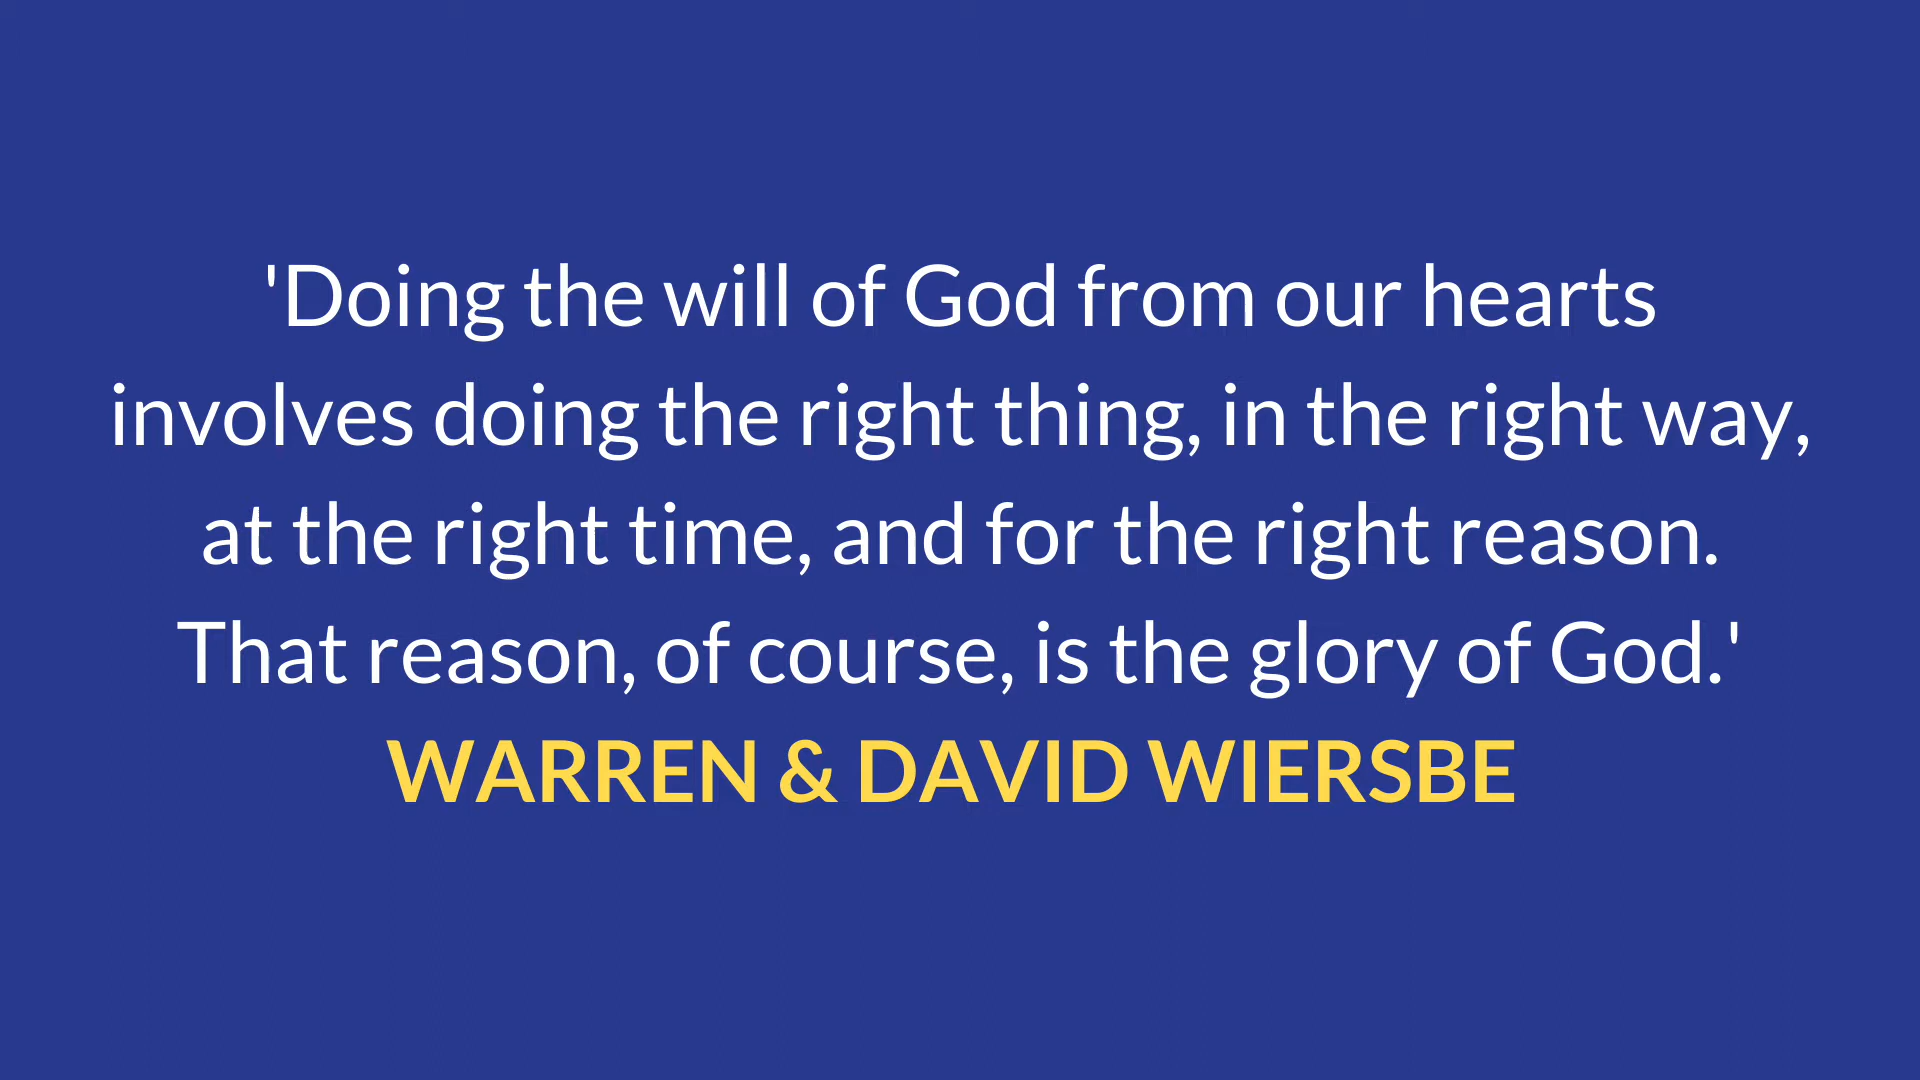 'Doing the will of God from our hearts
involves doing the right thing, in the right way,
at the right time, and for the right reason.
That reason, of course, is the glory of God.'
WARREN & DAVID WIERSBE